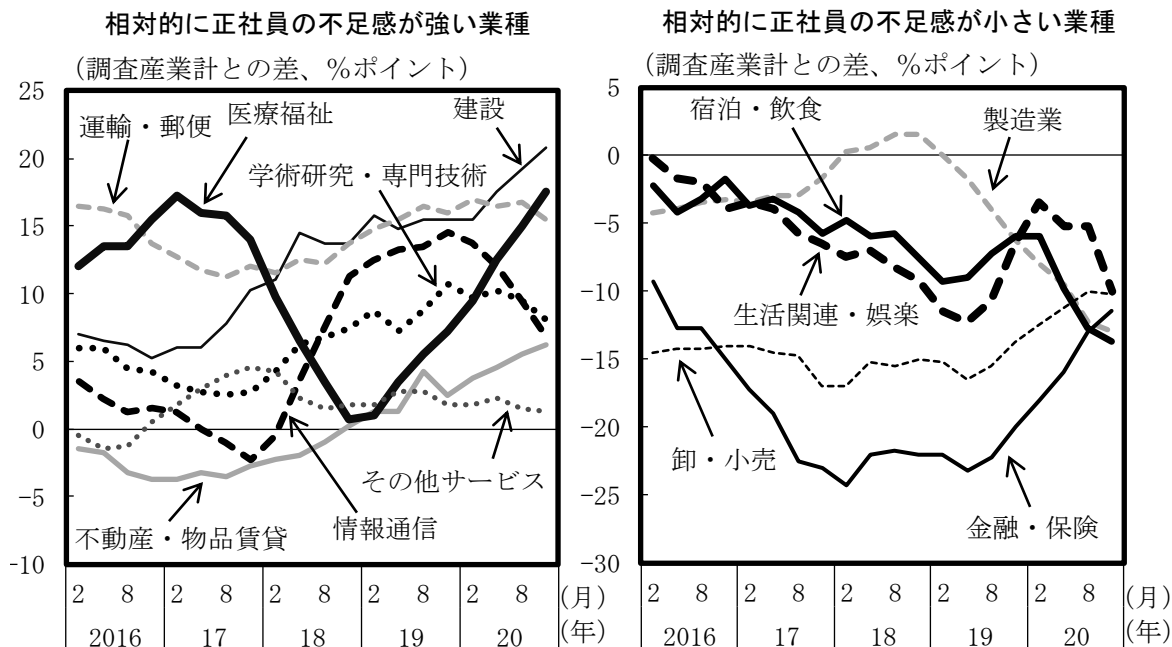 相対的に正社員の不足感が強い業種
（調査産業計との差、％ポイント）
25
20
15
10
5
0
-5
-10
運輸・郵便
医療福祉
建設
学術研究・専門技術
その他サービス
不動産・物品賃貸
情報通信
2 8 2 8 2 8 2 8 2 8 (月)
2016 17 18 19 20 (年)
相対的に正社員の不足感が小さい業種
（調査産業計との差、％ポイント）
5
0
-5
-10
-15
-20
-25
-30
宿泊・飲食
製造業
生活関連・娯楽
卸・小売
金融・保険
2 8 2 8 2 8 2 8 2 8 (月)
2016 17 18 19 20 (年)